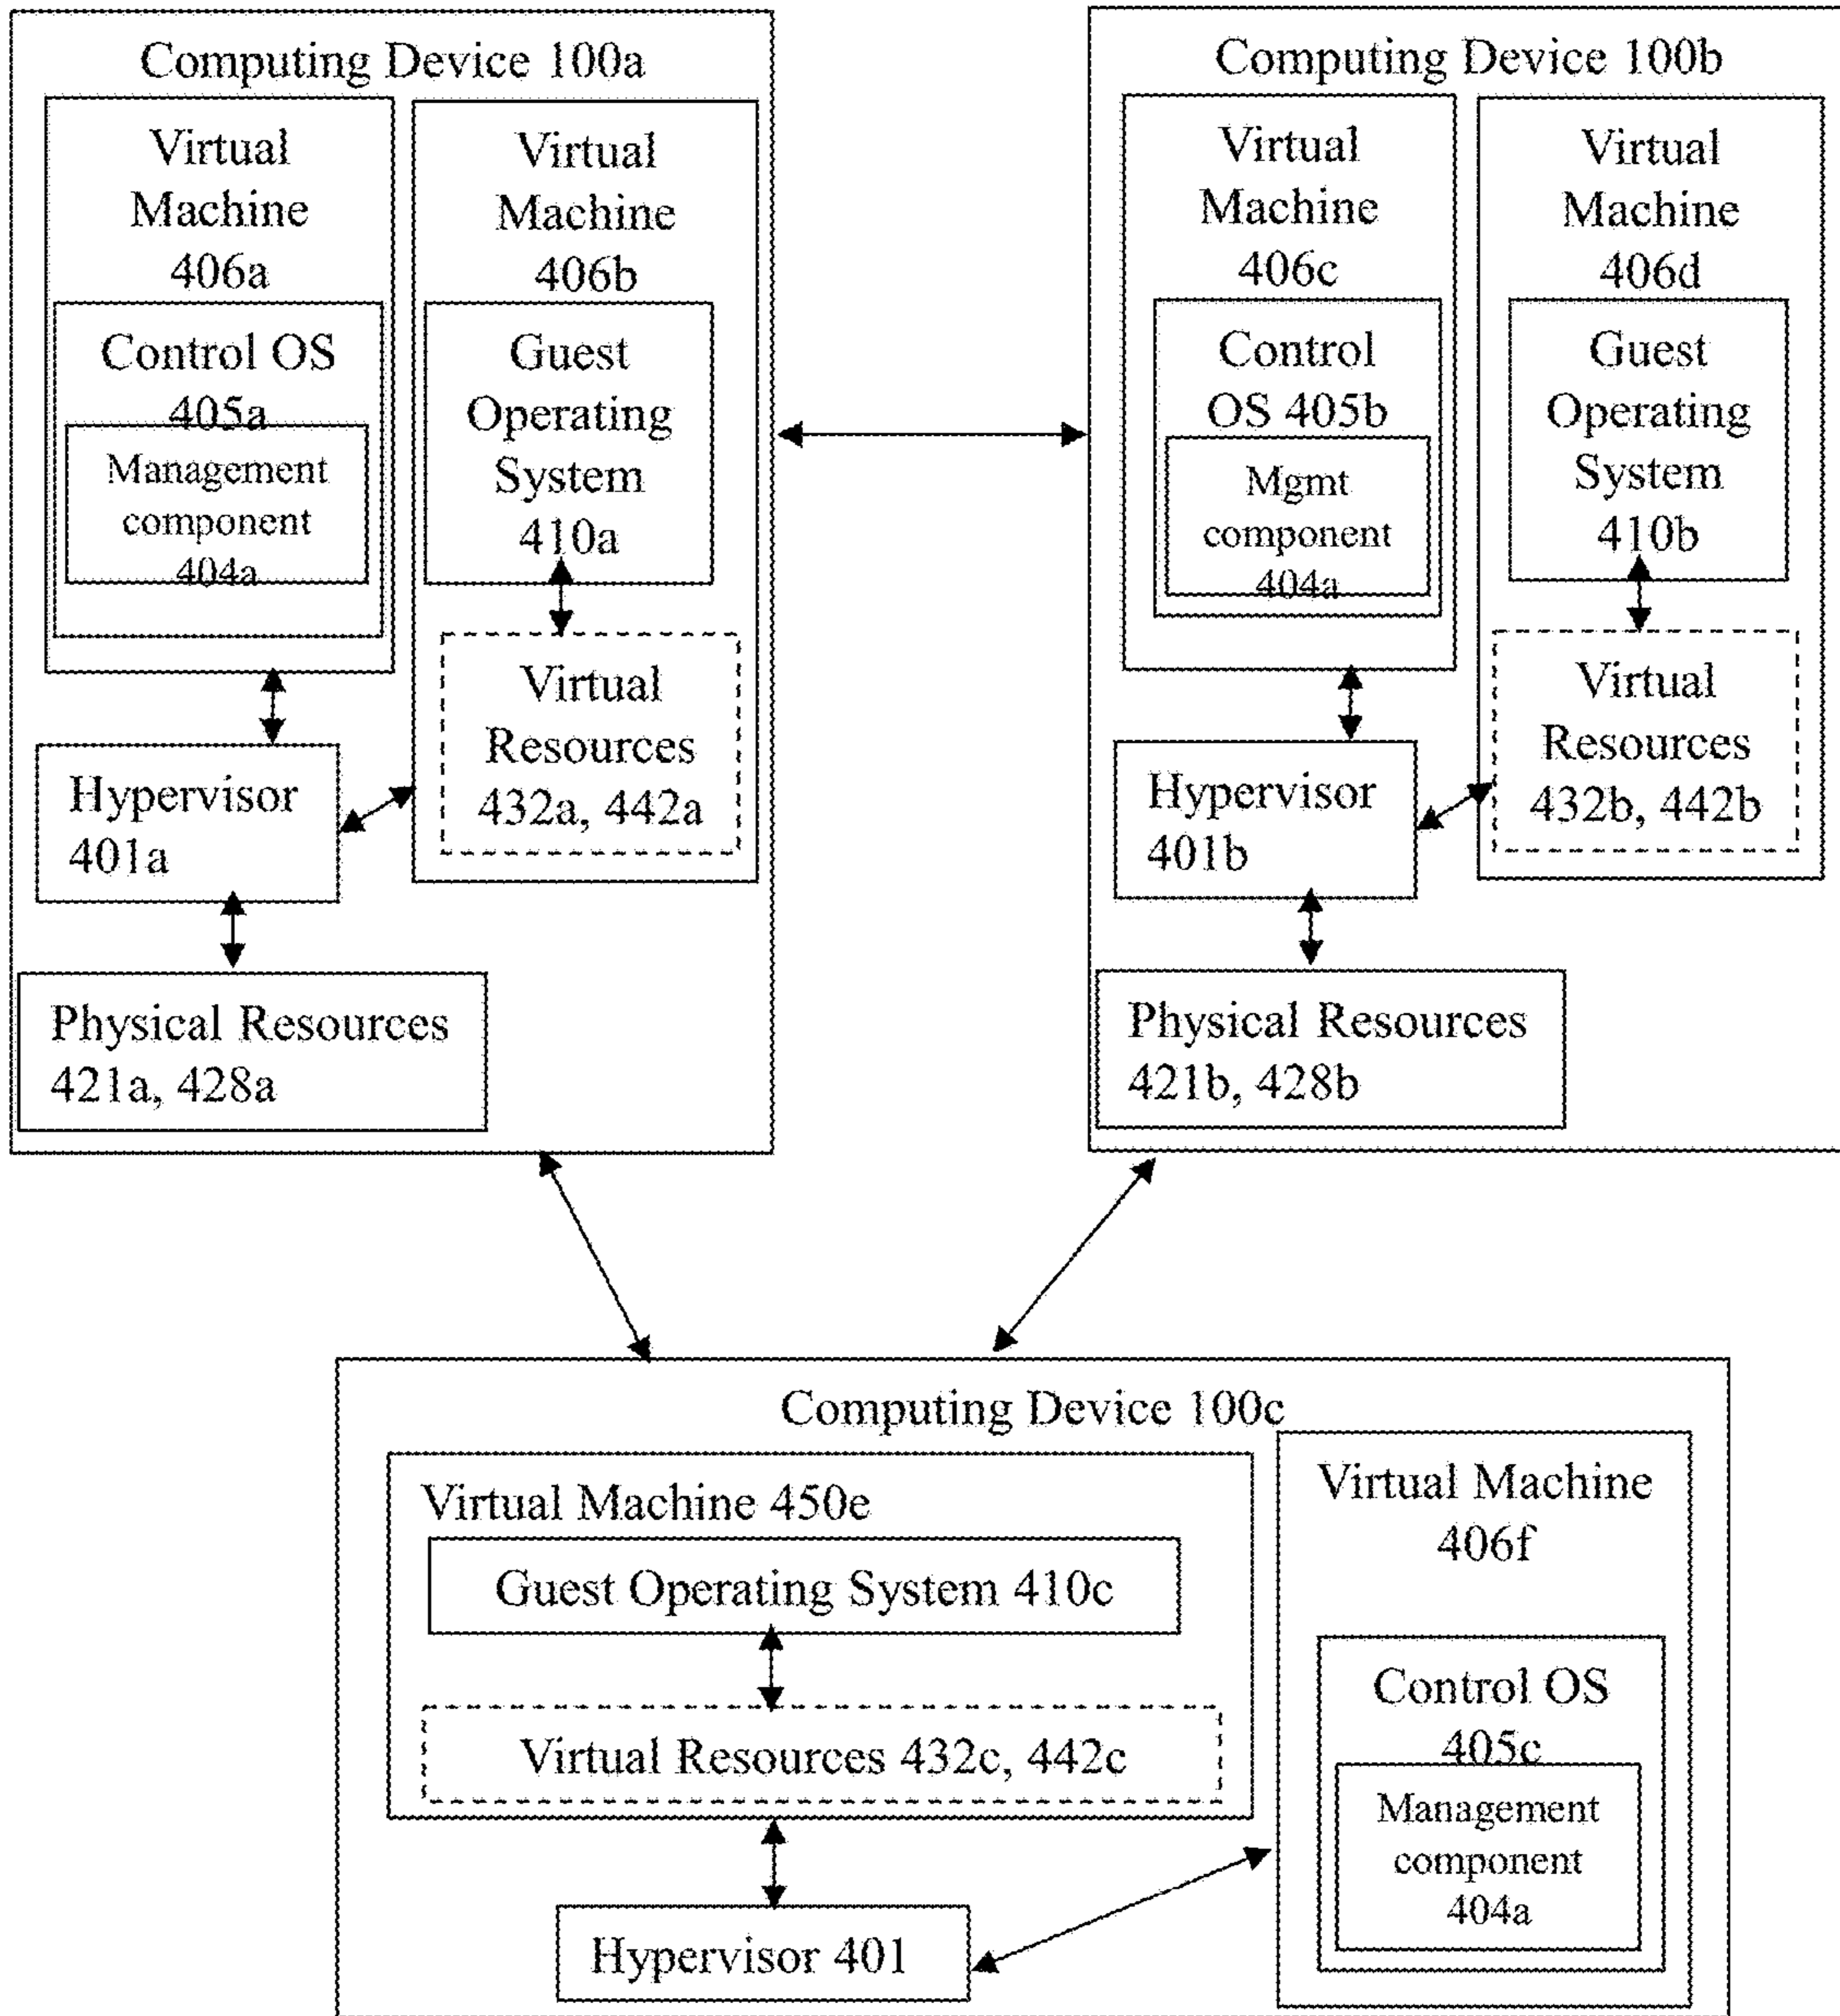 Computing Device 100a
Virtual
Machine
406a
Control OS
405a
Management
component
404a
Virtual
Machine
406b
Guest
Operating
System
410a
Virtual
Resources
432a, 442a
Hypervisor
401a
Physical Resources
421a, 428a
Computing Device 100b
Virtual
Machine
406c
Control
OS 405b
Mgmt
component
404a
Virtual
Machine
406d
Guest
Operating
System
410b
Virtual
Resources
432b, 442b
Hypervisor
401b
Physical Resources
421b, 428b
Computing Device 100c
Virtual Machine 450e
Guest Operating System 410c
Virtual Resources 432c, 442c
Hypervisor 401
Virtual Machine
406f
Control OS
405c
Management
component
404a